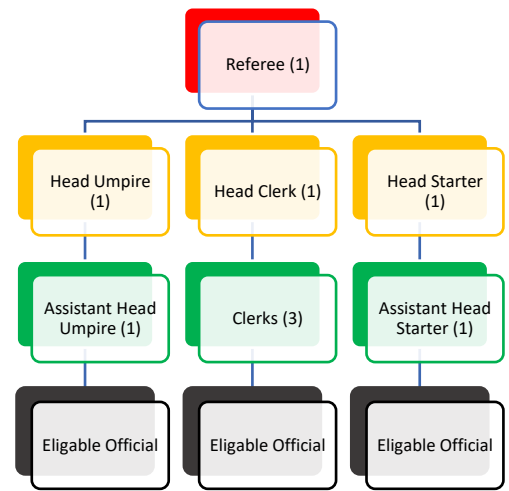 Referee (1)
Head Umpire
(1)
Head Clerk (1)
Head Starter
(1)
Assistant Head
Umpire (1)
Clerks (3)
Assistant Head
Starter (1)
Eligable Official
Eligable Official
Eligable Official